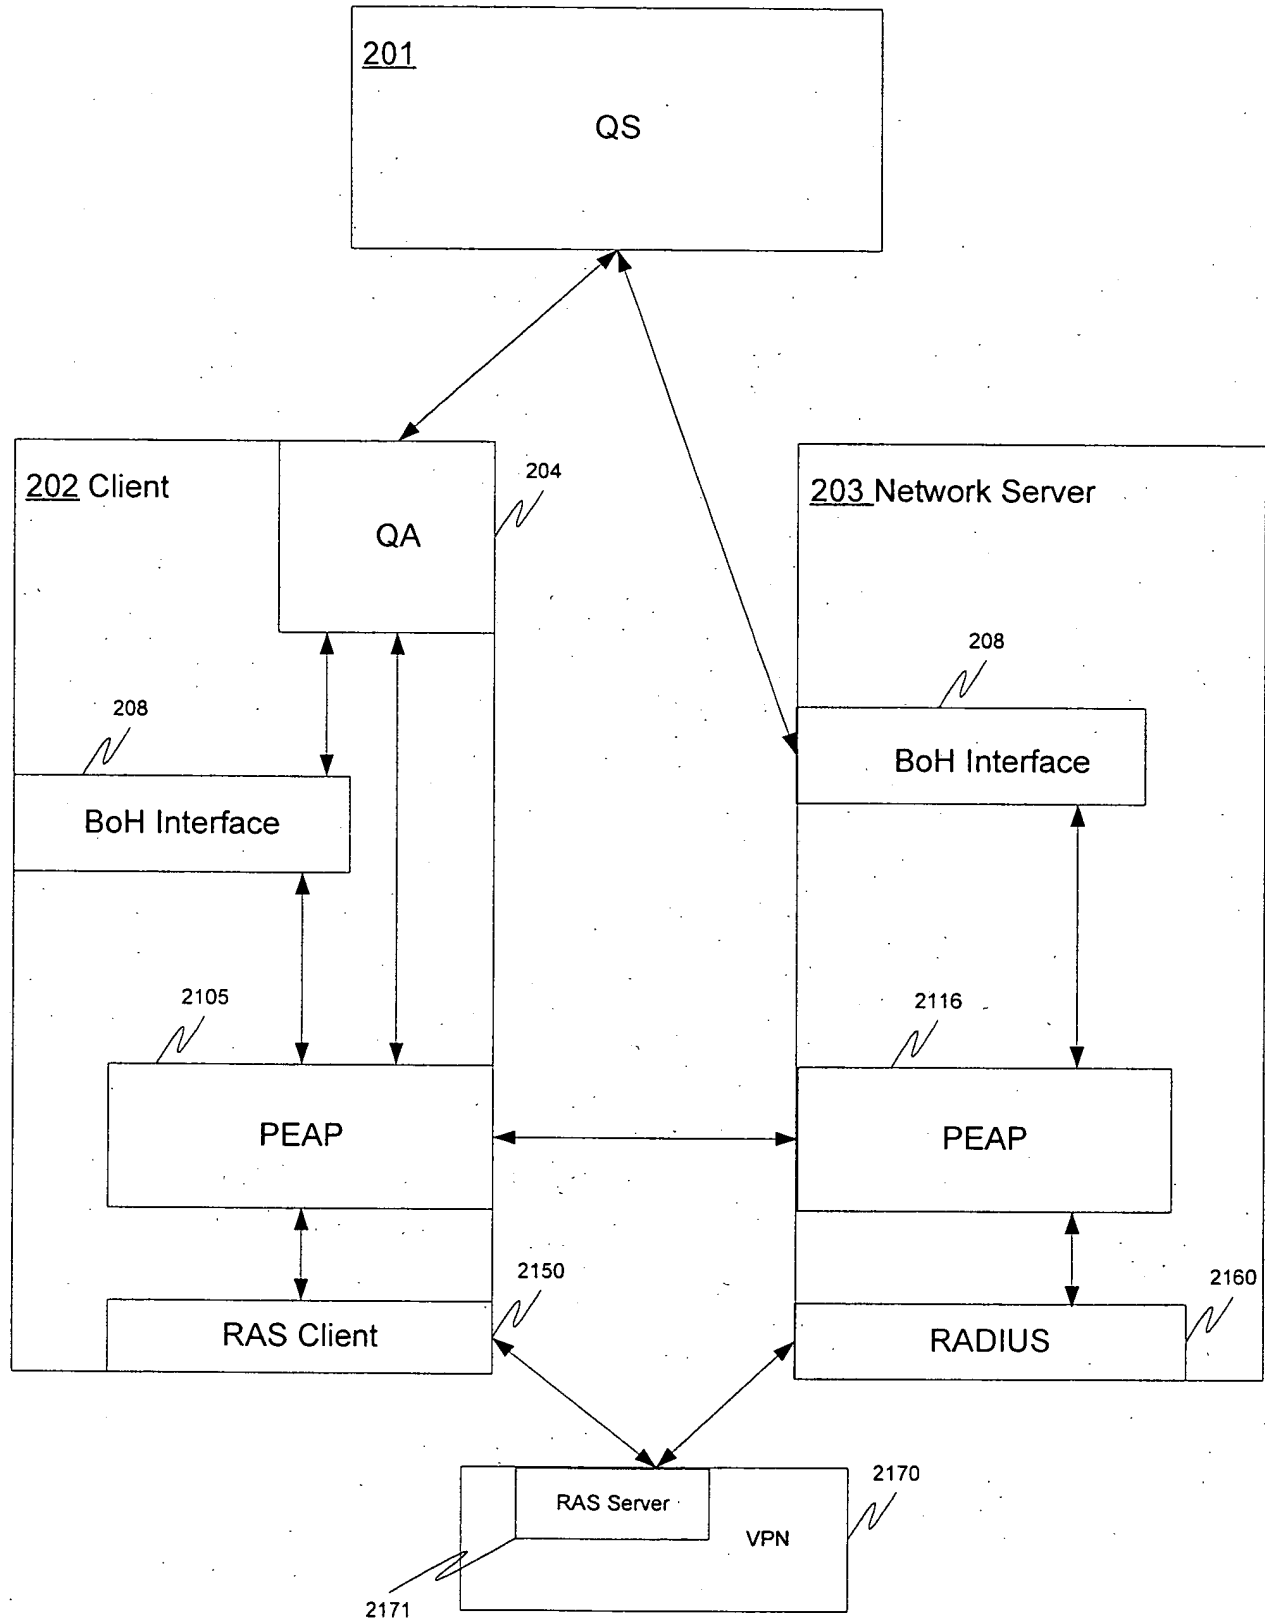 201
QS
202 Client
204
QA
203 Network Server
208
BoH Interface
208
BoH Interface
2105
PEAP
2116
PEAP
2150
RAS Client
2160
RADIUS
RAS Server
VPN
2170
2171